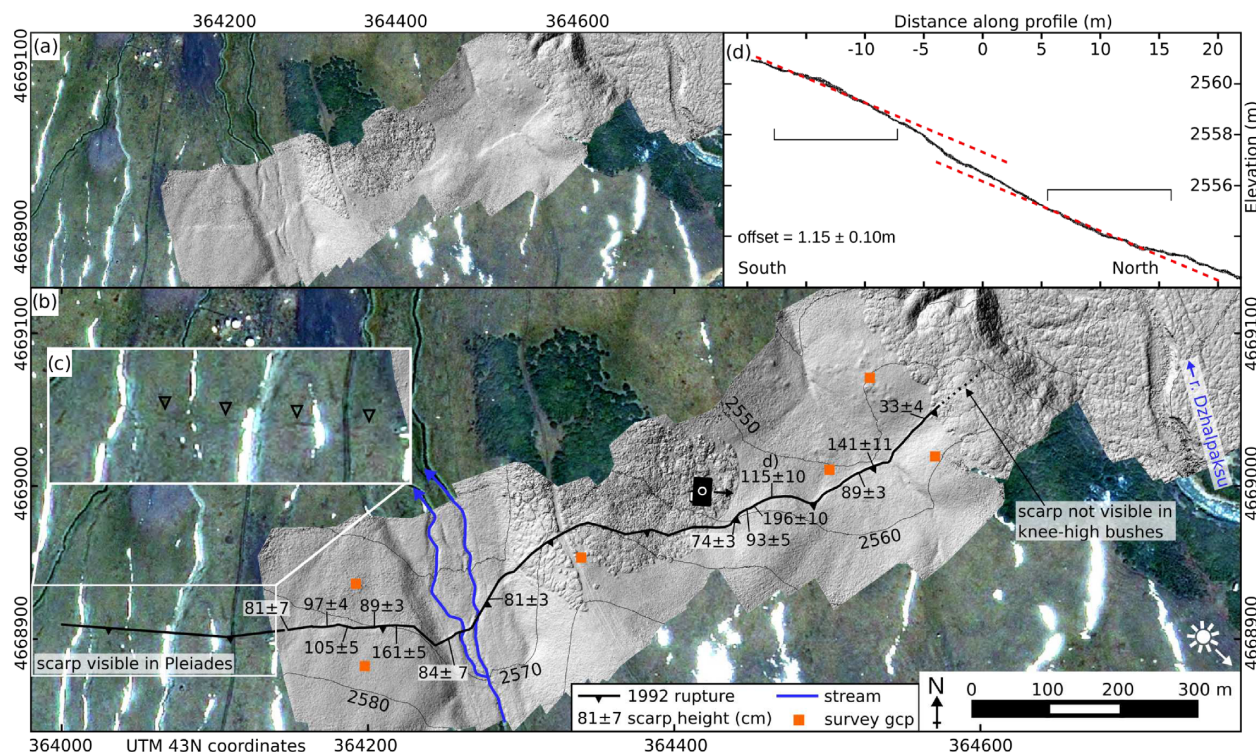 364200 364400 364600
Distance along profile (m)
-10 -5 0 5 10 15 20
(a)
4669100
4668900
(d)
2560
2558
2556
Elevation (m)
offset = 1.15 ± 0.10m
South North
(b)
4669100
4669000
4668900
(c)
2550
33±4
141±11
d)
115±10
89±3
196±10
93±5
74±3
2560
r. Dzhalpaksu
scarp not visible in
knee-high bushes
81±7
97±4
89±3
81±3
105±5
161±5
84± 7
2570
2580
scarp visible in Pleiades
4669100
4669000
4668900
1992 rupture
stream
81±7 scarp height (cm)
survey gcp
N
0 100 200 300 m
364000 UTM 43N coordinates 364200 364400 364600